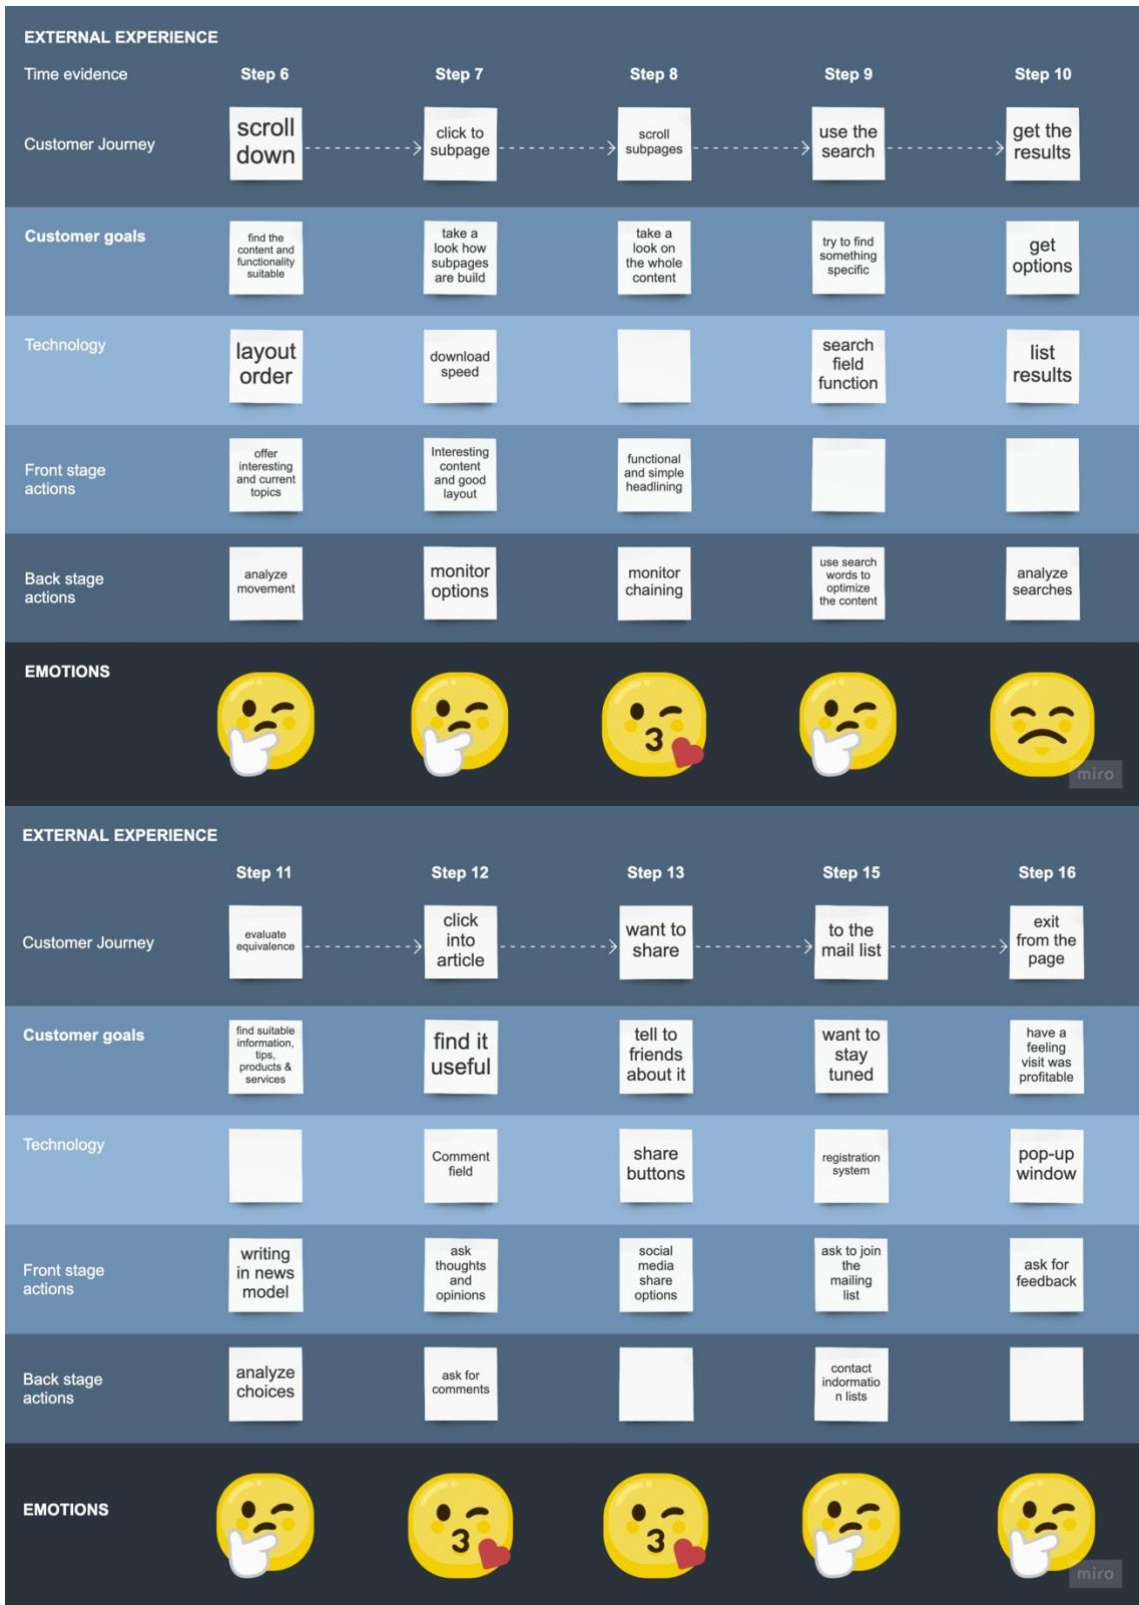 EXTERNAL EXPERIENCE
Time evidence
Step 6
Step 7
Step 8
Step 9
Step 10
Customer Journey
scroll
down
click to
subpage
scroll
subpages
use the
search
get the
results
Customer goals
find the
content and
functionality
suitable
take a
look how
subpages
are build
take a
look on
the whole
content
try to find
something
specific
get
options
Technology
layout
order
download
speed
search
field
function
list
results
Front stage
actions
offer
interesting
and current
topics
Interesting
content
and good
layout
functional
and simple
headlining
Back stage
actions
analyze
movement
monitor
options
monitor
chaining
use search
words to
optimize
the content
analyze
searches
EMOTIONS
miro
EXTERNAL EXPERIENCE
Step 11
Step 12
Step 13
Step 15
Step 16
Customer Journey
evaluate
equivalence
click
into
article
want to
share
to the
mail list
exit
from the
page
Customer goals
find suitable
information,
tips,
products &
services
find it
useful
tell to
friends
about it
want to
stay
tuned
have a
feeling
visit was
profitable
Technology
Comment
field
share
buttons
registration
system
pop-up
window
Front stage
actions
writing
in news
model
ask
thoughts
and
opinions
social
media
share
options
ask to join
the
mailing
list
ask for
feedback
Back stage
actions
analyze
choices
ask for
comments
contact
indormatio
n lists
EMOTIONS
miro